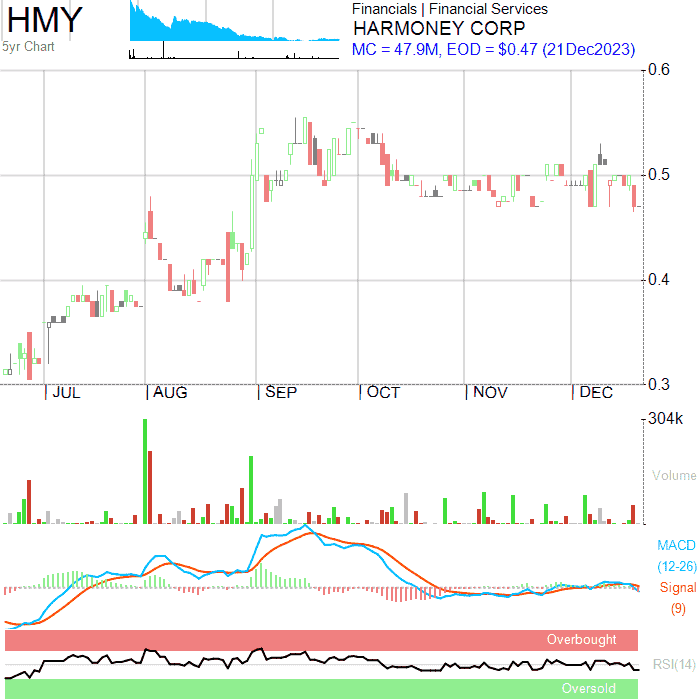 HMY
5yr Chart
Financials | Financial Services
HARMONEY CORP
MC = 47.9M, EOD = $0.47 (21Dec2023)
0.6
0.5
0.4
0.3
JUL AUG SEP OCT NOV DEC
304k
Volume
MACD
(12-26)
Signal
(9)
Overbought
RSI(14)
Oversold